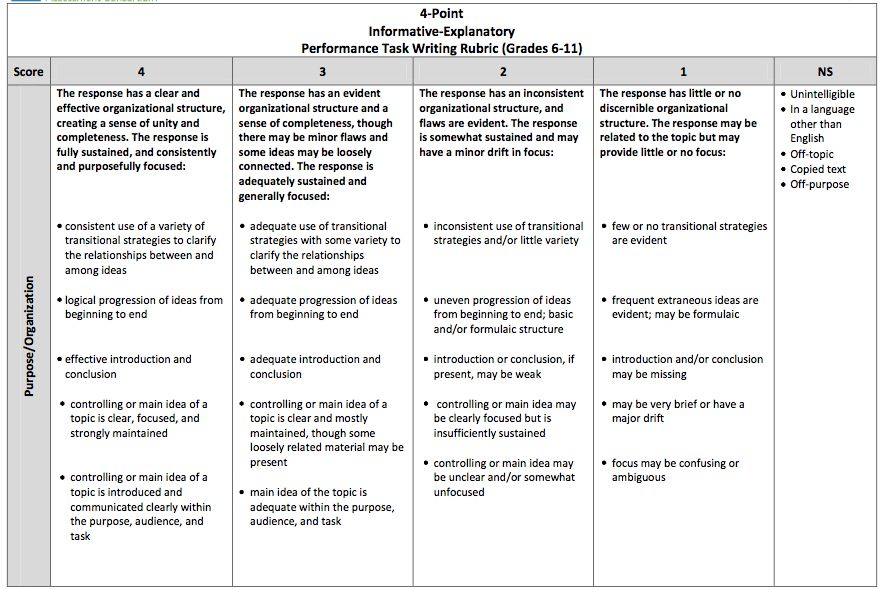 4-Point
Informative-Explanatory
Performance Task Writing Rubric (Grades 6-11)
Score
4
3
2
1
NS
Purpose/Organization
The response has a clear and
effective organizational structure,
creating a sense of unity and
completeness. The response is
fully sustained, and consistently
and purposefully focused:
• consistent use of a variety of
transitional strategies to clarify
the relationships between and
among ideas
• logical progression of ideas from
beginning to end
• effective introduction and
conclusion
• controlling or main idea of a
topic is clear, focused, and
strongly maintained
• controlling or main idea of a
topic is introduced and
communicated clearly within
the purpose, audience, and
task
The response has an evident
organizational structure and a
sense of completeness, though
there may be minor flaws and
some ideas may be loosely
connected. The response is
adequately sustained and
generally focused:
• adequate use of transitional
strategies with some variety to
clarify the relationships
between and among ideas
• adequate progression of ideas
from beginning to end
• adequate introduction and
conclusion
• controlling or main idea of a
topic is clear and mostly
maintained, though some
loosely related material may be
present
• main idea of the topic is
adequate within the purpose,
audience, and task
The response has an inconsistent
organizational structure, and
flaws are evident. The response
is somewhat sustained and may
have a minor drift in focus:
• inconsistent use of transitional
strategies and/or little variety
• uneven progression of ideas
from beginning to end; basic
and/or formulaic structure
• introduction or conclusion, if
present, may be weak
• controlling or main idea may
be clearly focused but is
insufficiently sustained
• controlling or main idea may
be unclear and/or somewhat
unfocused
The response has little or no
discernible organizational
structure. The response may be
related to the topic but may
provide little or no focus:
• few or no transitional strategies
are evident
• frequent extraneous ideas are
evident; may be formulaic
• introduction and/or conclusion
may be missing
• may be very brief or have a
major drift
• focus may be confusing or
ambiguous
• Unintelligible
• In a language
other than
English
• Off-topic
• Copied text
• Off-purpose